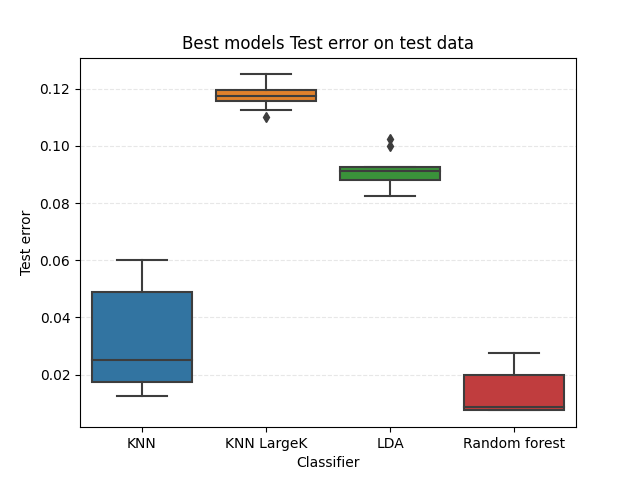 Best models Test error on test data
0.12
0.10
0.08
0.06
0.04
0.02
Test error
KNN
KNN LargeK
LDA
Random forest
Classifier